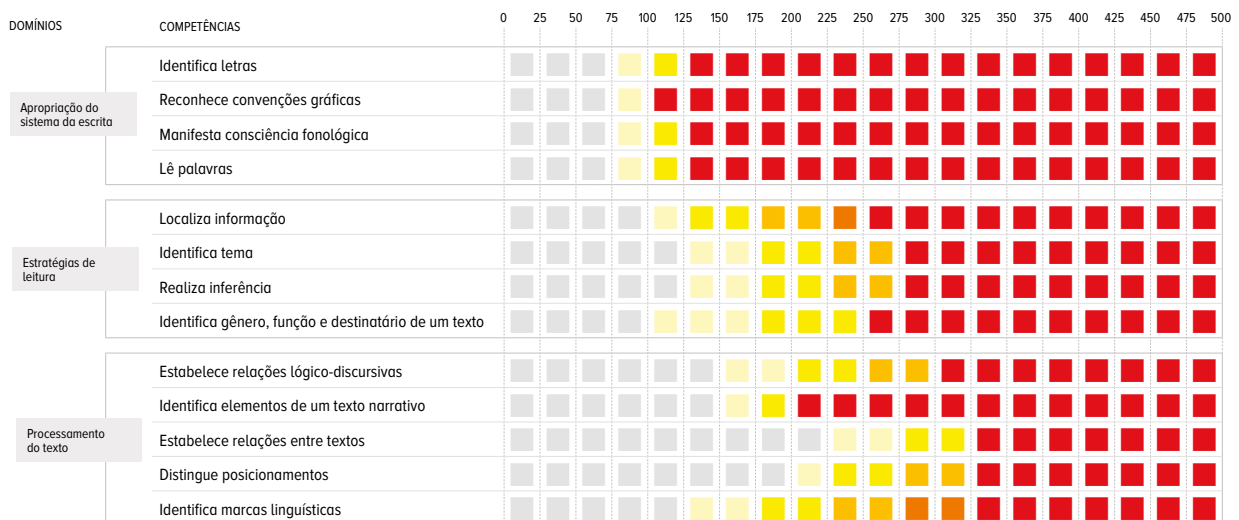 DOMÍNIOS COMPETÊNCIAS 0 25 50 75 100 125 150 175 200 225 250 275 300 325 350 375 400 425 450 475 500
Apropriação do
sistema da escrita
Identifica letras
Reconhece convenções gráficas
Manifesta consciência fonológica
Lê palavras
Estratégias de
leitura
Localiza informação
Identifica tema
Realiza inferência
Identifica gênero, função e destinatário de um texto
Processamento
do texto
Estabelece relações lógico-discursivas
Identifica elementos de um texto narrativo
Estabelece relações entre textos
Distingue posicionamentos
Identifica marcas linguísticas